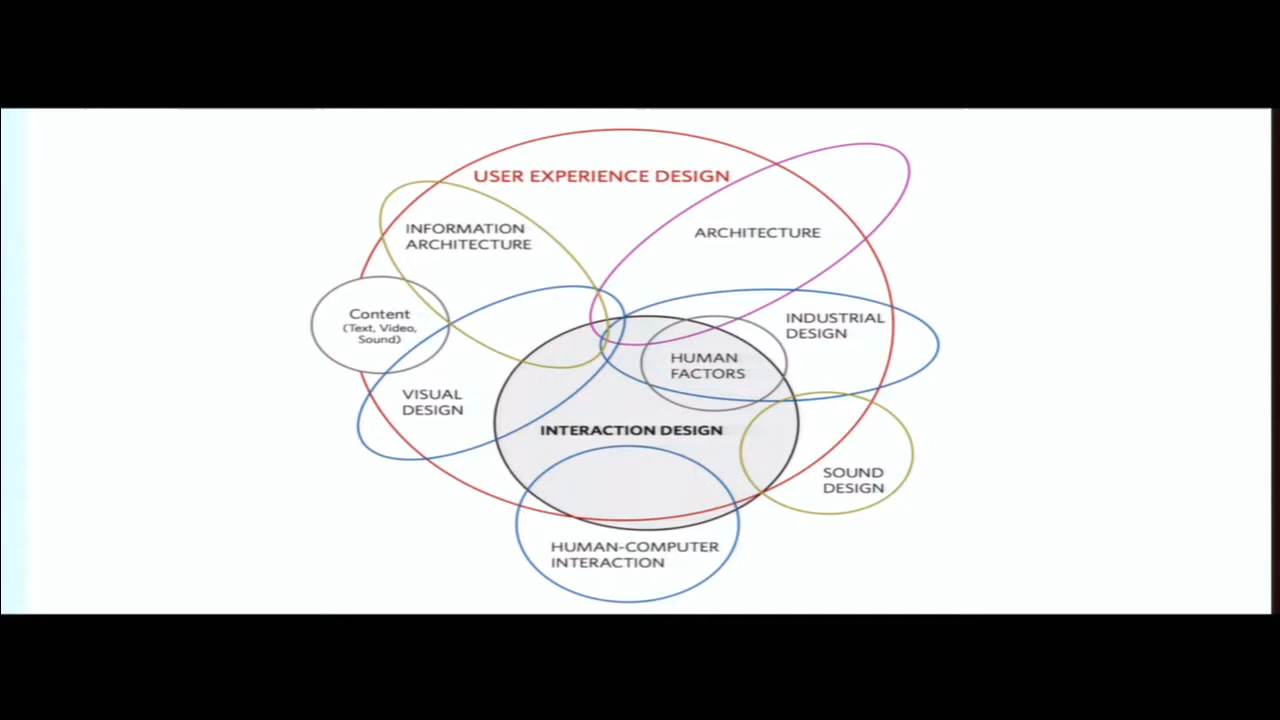 USER EXPERIENCE DESIGN
INFORMATION
ARCHITECTURE
ARCHITECTURE
Content
(Text, Video,
Sound)
INDUSTRIAL
DESIGN
HUMAN
FACTORS
VISUAL
DESIGN
INTERACTION DESIGN
SOUND
DESIGN
HUMAN-COMPUTER
INTERACTION